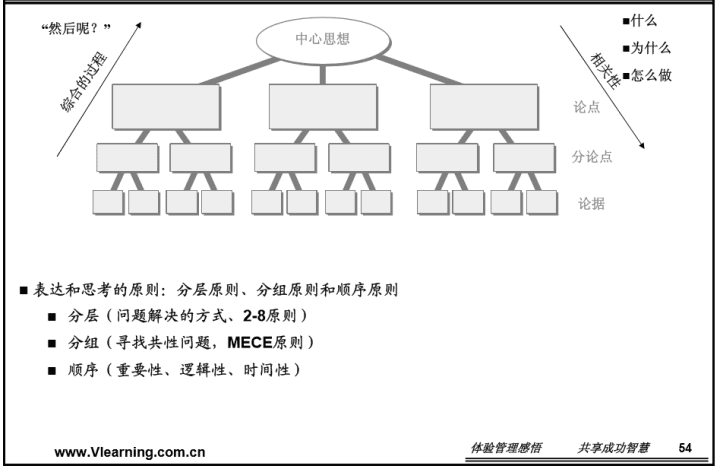 “然后呢？”
综合的过程
中心思想
相关性
■什么
■为什么
■怎么做
论点
分论点
论据
■ 表达和思考的原则：分层原则、分组原则和顺序原则
■ 分层（问题解决的方式、2-8原则）
■ 分组（寻找共性问题，MECE原则）
■ 顺序（重要性、逻辑性、时间性）
www.Vlearning.com.cn
体验管理感悟 共享成功智慧 54